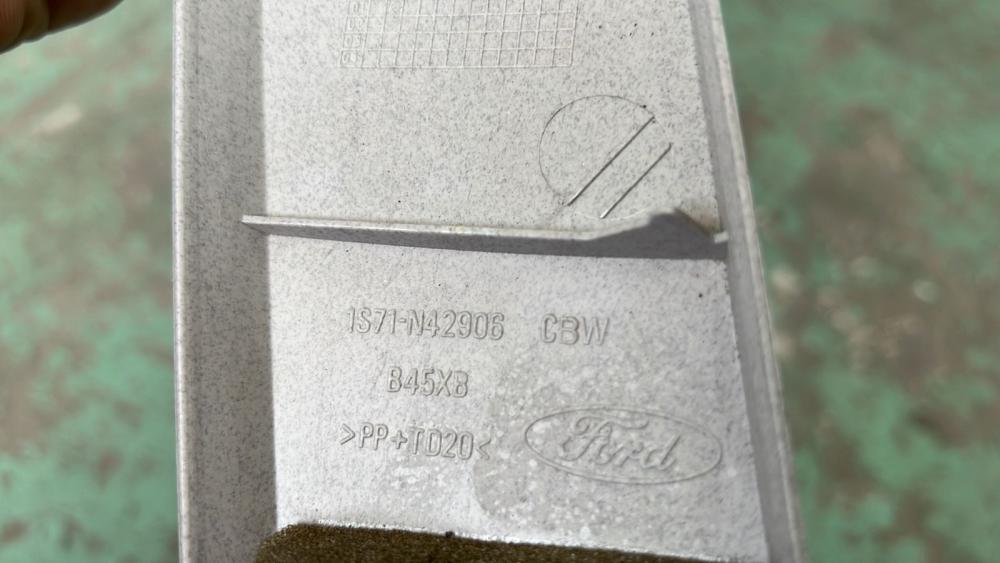 1S71-N42906 CBW
B45XB
>PP+TD20<
Ford